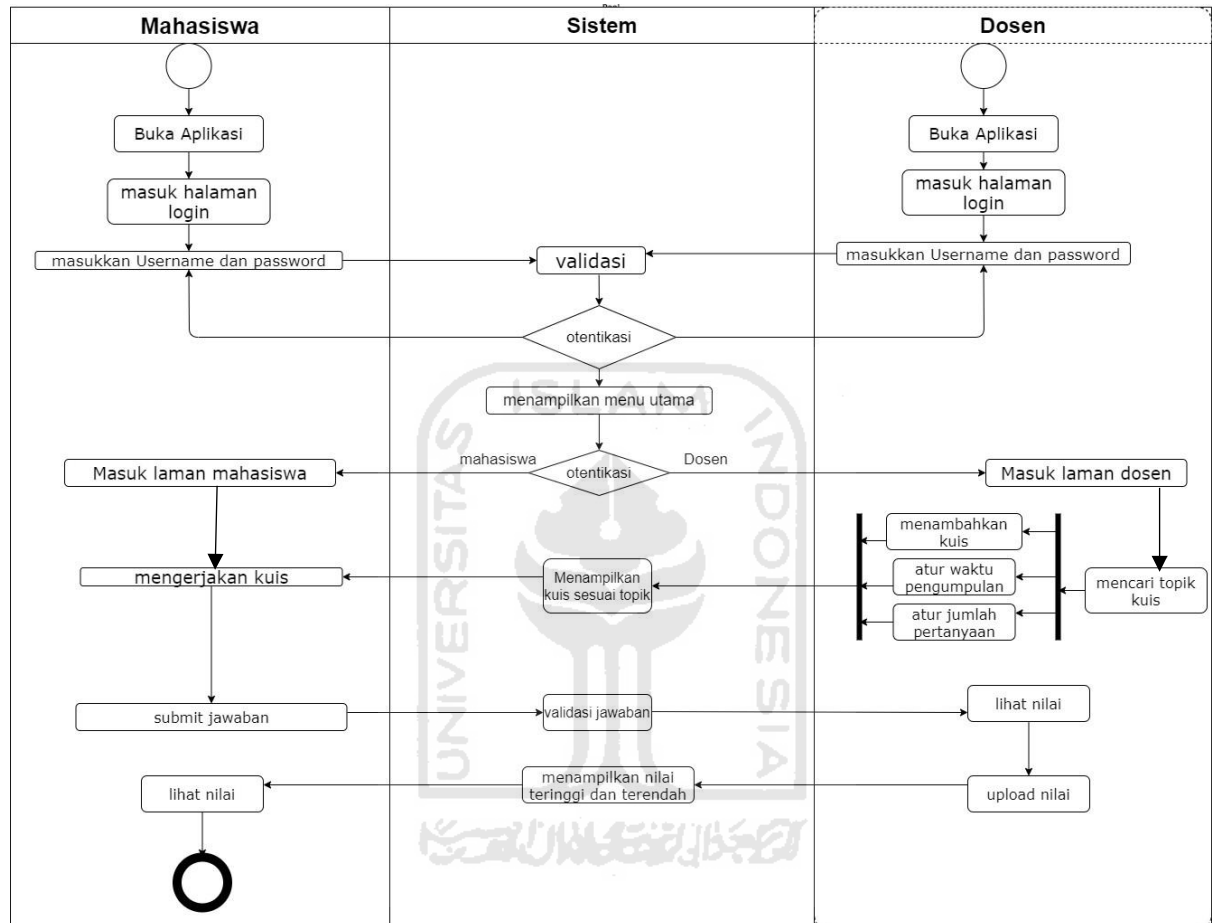 Mahasiswa
Sistem
Dosen
Buka Aplikasi
Buka Aplikasi
masuk halaman
login
masuk halaman
login
masukkan Username dan password
validasi
masukkan Username dan password
otentikasi
menampilkan menu utama
mahasiswa
otentikasi
Dosen
Masuk laman mahasiswa
Masuk laman dosen
menambahkan
kuis
atur waktu
pengumpulan
atur jumlah
pertanyaan
mencari topik
kuis
Menampilkan
kuis sesuai topik
mengerjakan kuis
submit jawaban
validasi jawaban
lihat nilai
upload nilai
menampilkan nilai
teringgi dan terendah
lihat nilai
UNIVERSITAS
ISLAM
INDONESIA